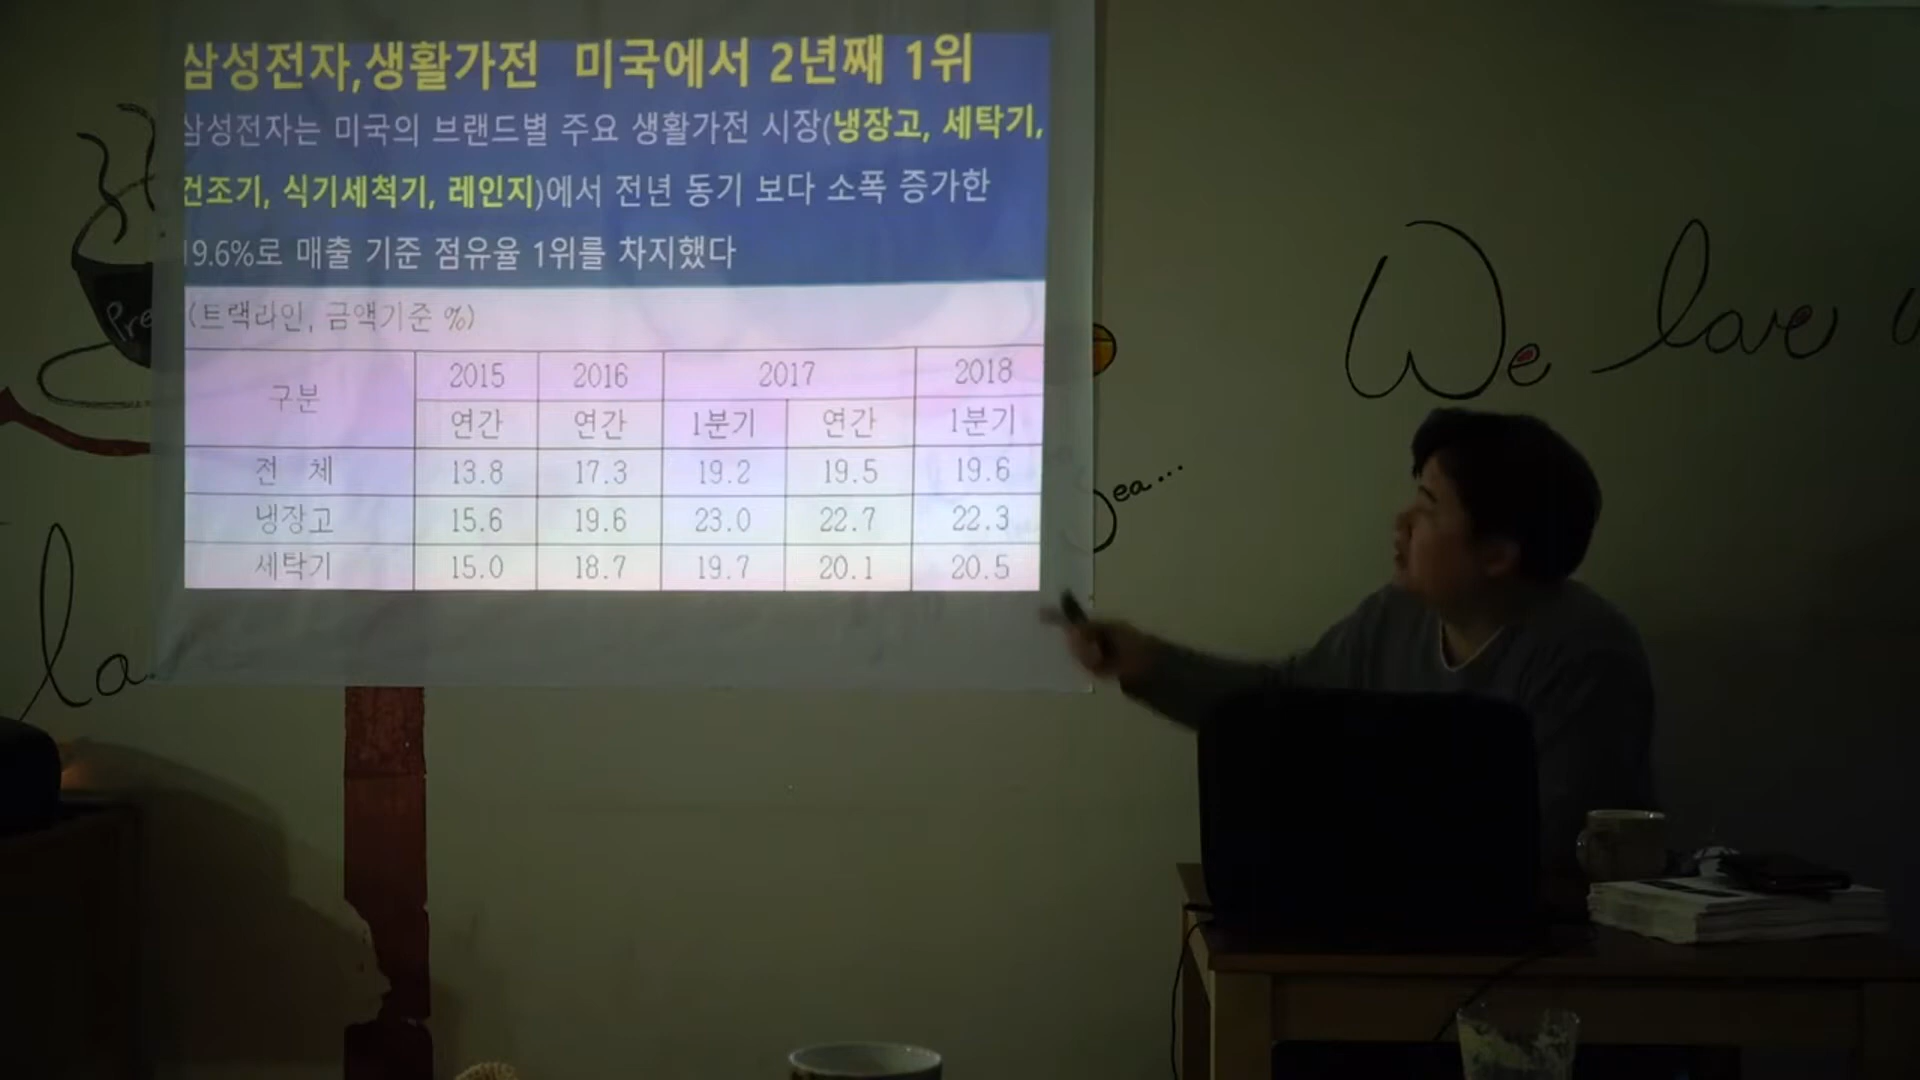 삼성전자,생활가전 미국에서 2년째 1위
삼성전자는 미국의 브랜드별 주요 생활가전 시장(냉장고, 세탁기,
건조기, 식기세척기, 레인지)에서 전년 동기 보다 소폭 증가한
19.6%로 매출 기준 점유율 1위를 차지했다
(트랙라인, 금액기준 %)
구분 2015 2016 2017 2018
연간 연간 1분기 연간 1분기
전 체 13.8 17.3 19.2 19.5 19.6
냉장고 15.6 19.6 23.0 22.7 22.3
세탁기 15.0 18.7 19.7 20.1 20.5
We love
Pre
la